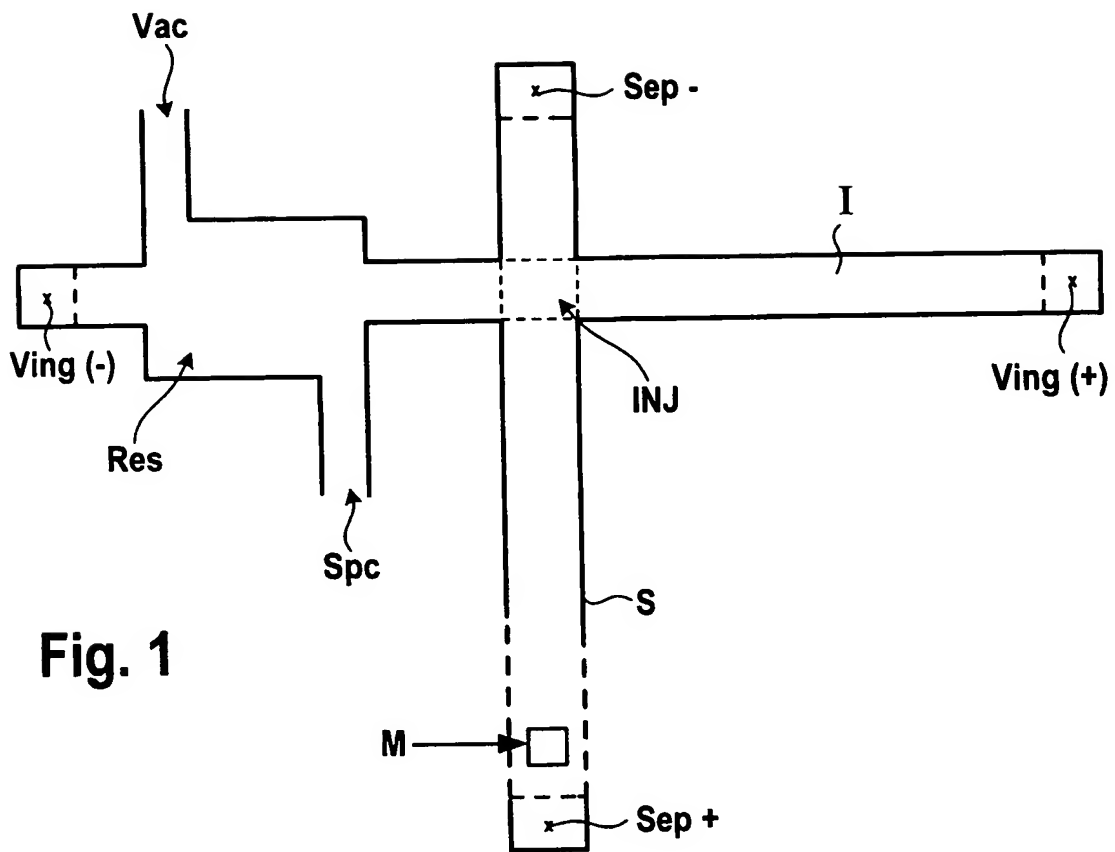 Vac
Sep -
I
Ving (-)
INJ
Ving (+)
Res
Spc
S
Fig. 1
M
Sep +